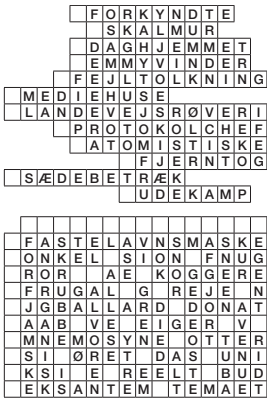 FORKYNDTE
SKALMUR
DAGHJEMMET
EMMYVINDER
FEJLTOLKNING
MEDIEHUSE
LANDEVEJSRØVERI
PROTOKOLCHEF
ATOMISTISKE
FJERNTOG
SÆDEBETRÆK
UDEKAMP
FASTELAVNSMASKE
ONKEL SION FNUG
ROR AE KOGGERE
FRUGAL G REJE N
JGBALLARD DONAT
AAB VE EIGER V
MNEMOSYNE OTTER
SI ØRET DAS UNI
KSI E REELT BUD
EKSANTEM TEMAET